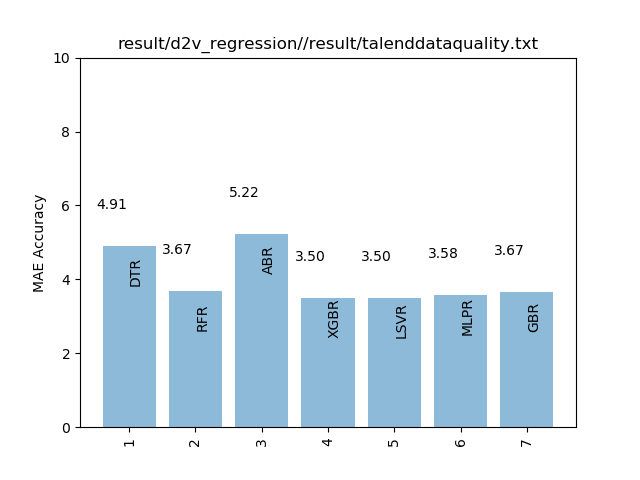 result/d2v_regression//result/talenddataquality.txt
MAE Accuracy
10
8
6
4
2
0
4.91
3.67
5.22
3.50
3.50
3.58
3.67
DTR
RFR
ABR
XGBR
LSVR
MLPR
GBR
1
2
3
4
5
6
7